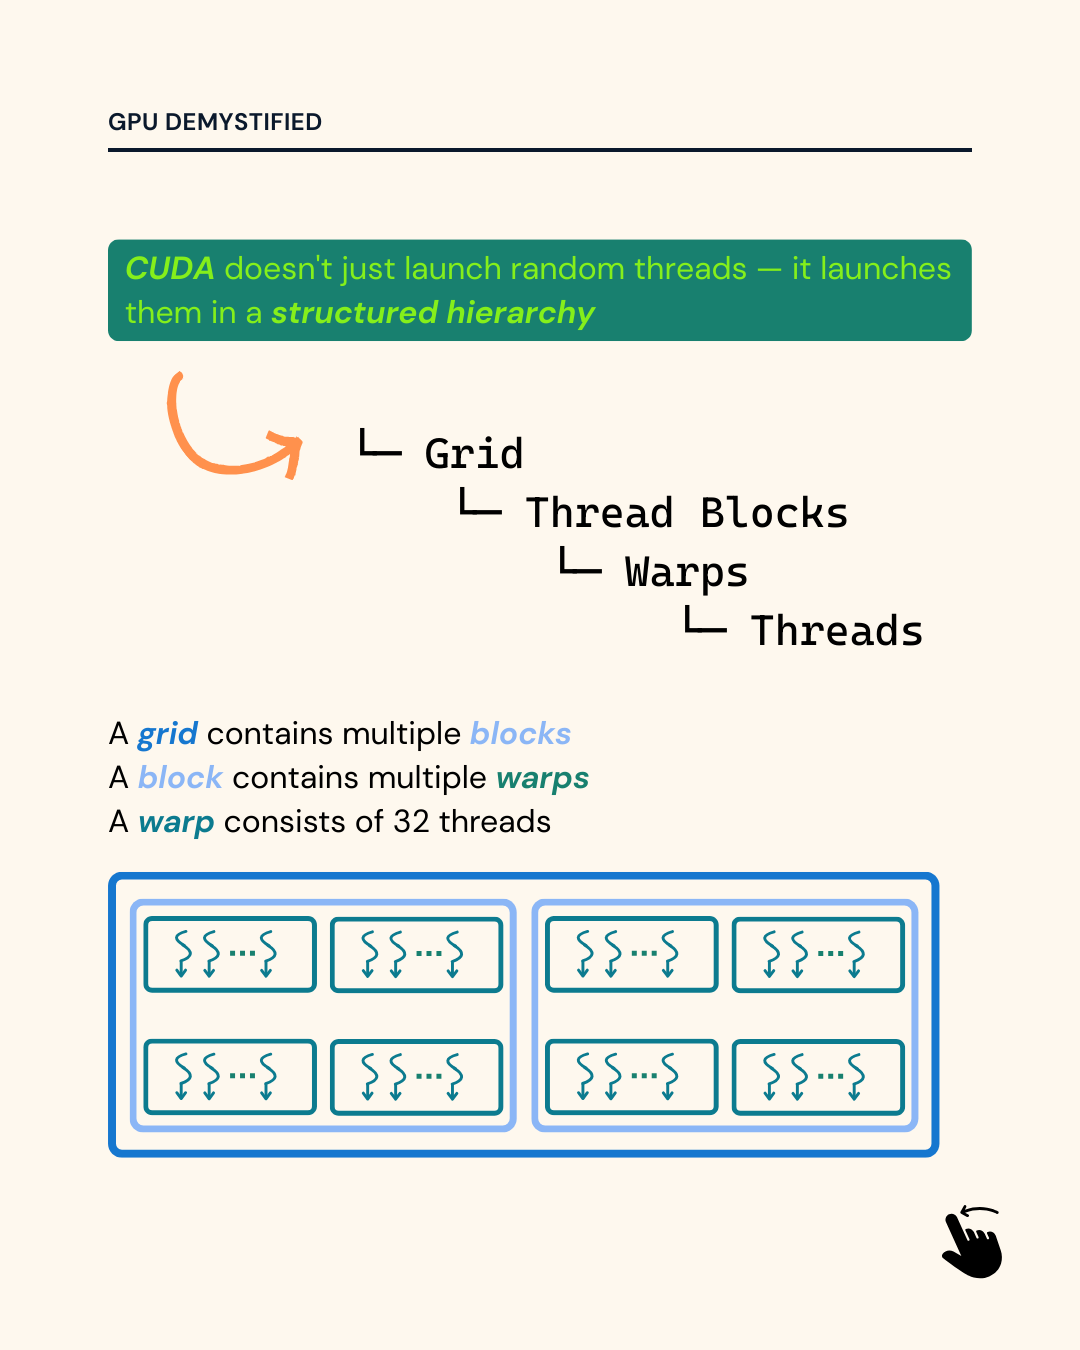 GPU DEMYSTIFIED
CUDA doesn't just launch random threads — it launches
them in a structured hierarchy
└─ Grid
└─ Thread Blocks
└─ Warps
└─ Threads
A grid contains multiple blocks
A block contains multiple warps
A warp consists of 32 threads